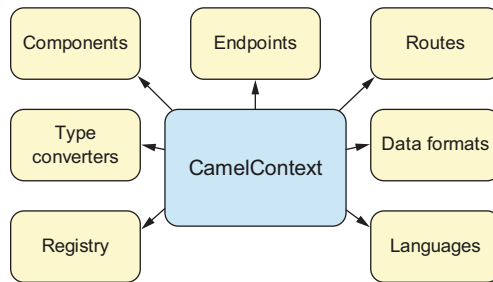 Components
Endpoints
Routes
Type
converters
CamelContext
Data formats
Registry
Languages